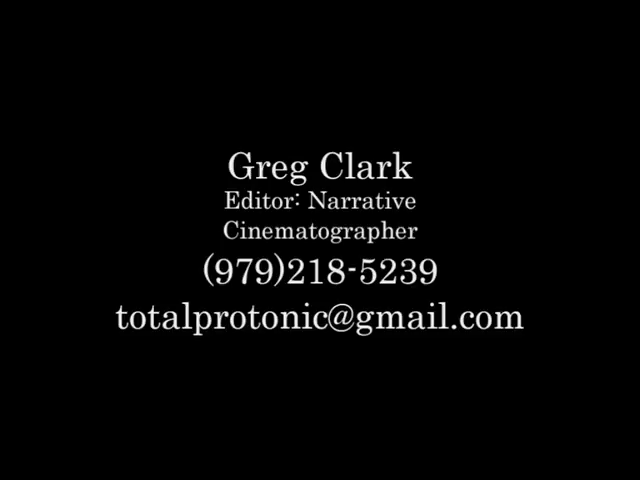 Greg Clark
Editor: Narrative
Cinematographer
(979)218-5239
totalprotonic@gmail.com